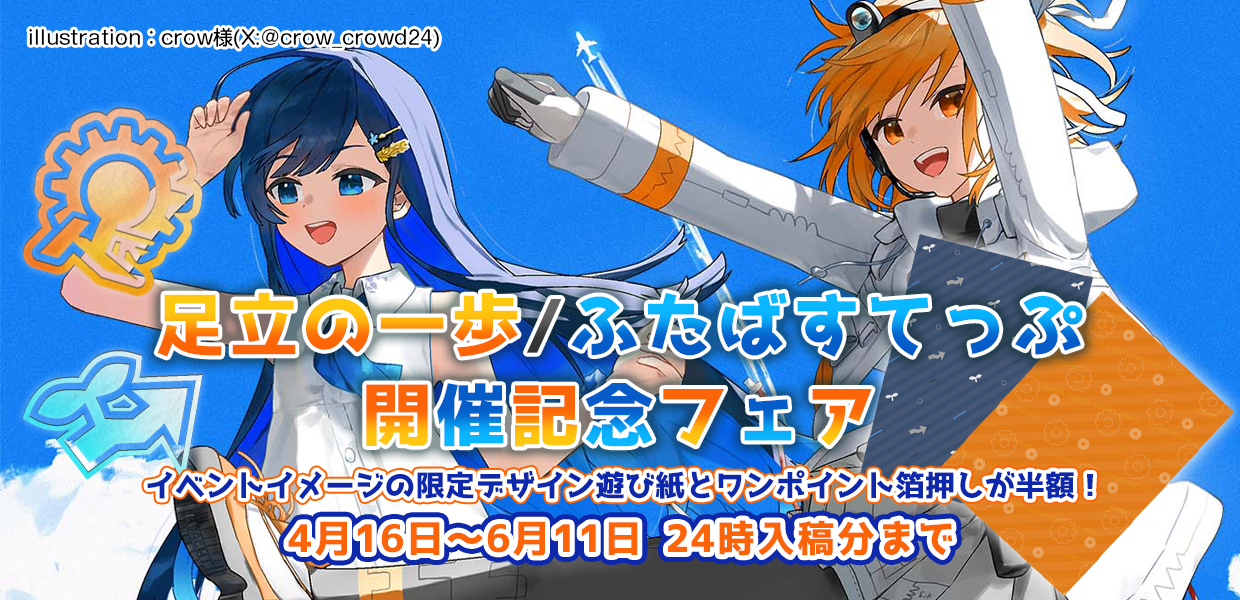 illustration：crow様(X:@crow_crowd24)
足立の一歩/ふたばすてっぷ
開催記念フェア
イベントイメージの限定デザイン遊び紙とワンポイント箔押しが半額！
4月16日～6月11日 24時入稿分まで